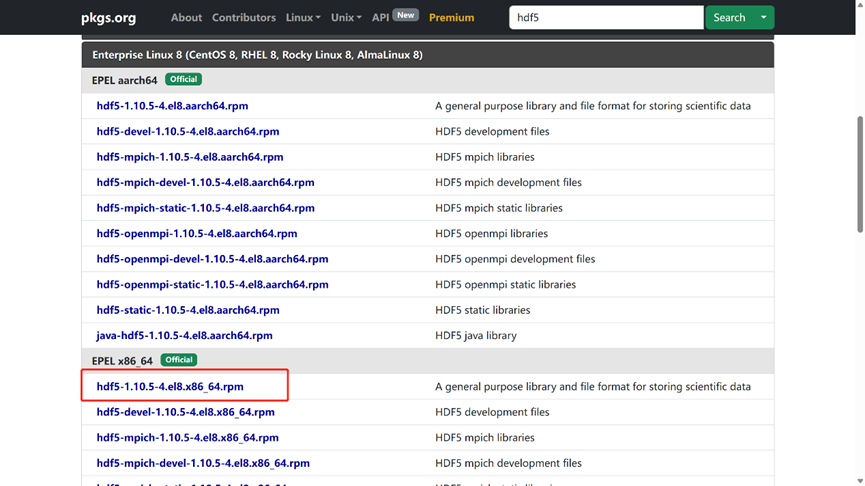 pkgs.org About Contributors Linux Unix API New Premium hdf5 Search
Enterprise Linux 8 (CentOS 8, RHEL 8, Rocky Linux 8, AlmaLinux 8)
EPEL aarch64 Official
hdf5-1.10.5-4.el8.aarch64.rpm A general purpose library and file format for storing scientific data
hdf5-devel-1.10.5-4.el8.aarch64.rpm HDF5 development files
hdf5-mpich-1.10.5-4.el8.aarch64.rpm HDF5 mpich libraries
hdf5-mpich-devel-1.10.5-4.el8.aarch64.rpm HDF5 mpich development files
hdf5-mpich-static-1.10.5-4.el8.aarch64.rpm HDF5 mpich static libraries
hdf5-openmpi-1.10.5-4.el8.aarch64.rpm HDF5 openmpi libraries
hdf5-openmpi-devel-1.10.5-4.el8.aarch64.rpm HDF5 openmpi development files
hdf5-openmpi-static-1.10.5-4.el8.aarch64.rpm HDF5 openmpi static libraries
hdf5-static-1.10.5-4.el8.aarch64.rpm HDF5 static libraries
java-hdf5-1.10.5-4.el8.aarch64.rpm HDF5 java library
EPEL x86_64 Official
hdf5-1.10.5-4.el8.x86_64.rpm A general purpose library and file format for storing scientific data
hdf5-devel-1.10.5-4.el8.x86_64.rpm HDF5 development files
hdf5-mpich-1.10.5-4.el8.x86_64.rpm HDF5 mpich libraries
hdf5-mpich-devel-1.10.5-4.el8.x86_64.rpm HDF5 mpich development files